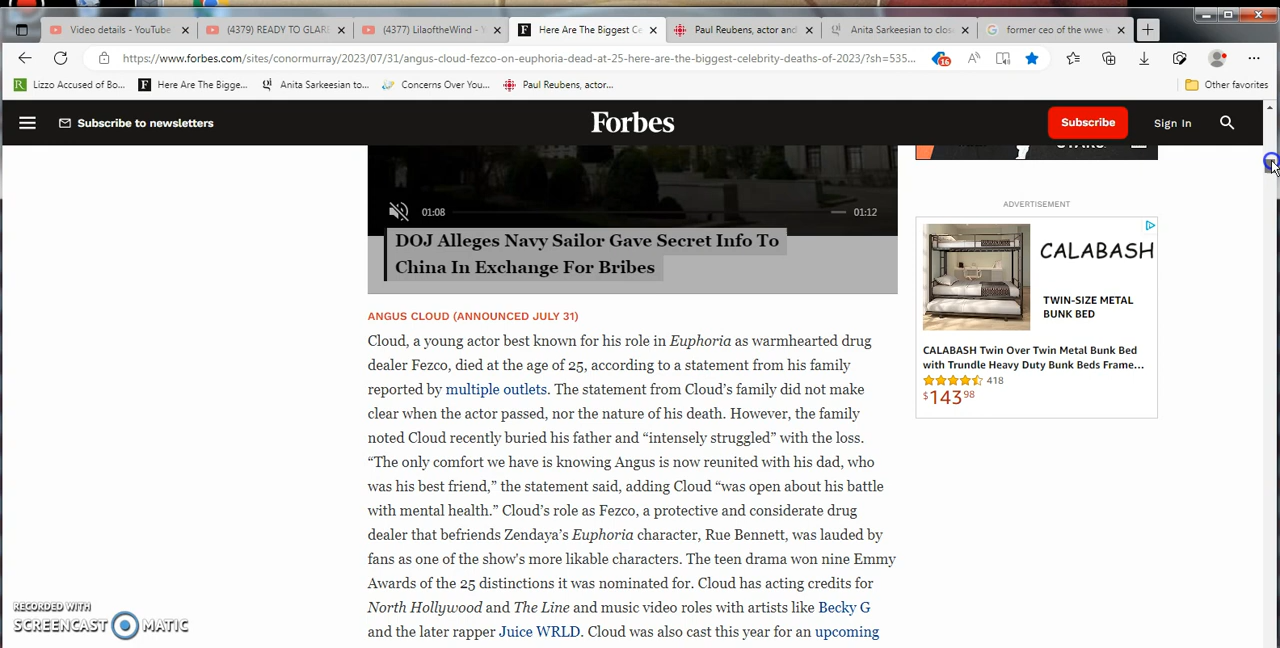 Video details - YouTube
(4379) READY TO GLARE
(4377) LilaoftheWind - Y
Here Are The Biggest Ce
Paul Reubens, actor and
Anita Sarkeesian to clos
former ceo of the wwe
https://www.forbes.com/sites/conormurray/2023/07/31/angus-cloud-fezco-on-euphoria-dead-at-25-here-are-the-biggest-celebrity-deaths-of-2023/?sh=535...
16
Lizzo Accused of Bo...
Here Are The Bigge...
Anita Sarkeesian to...
Concerns Over You...
Paul Reubens, actor...
Other favorites
Subscribe to newsletters
Forbes
Subscribe
Sign In
01:08
01:12
DOJ Alleges Navy Sailor Gave Secret Info To
China In Exchange For Bribes
ADVERTISEMENT
CALABASH
TWIN-SIZE METAL
BUNK BED
CALABASH Twin Over Twin Metal Bunk Bed
with Trundle Heavy Duty Bunk Beds Frame...
418
$143 98
ANGUS CLOUD (ANNOUNCED JULY 31)
Cloud, a young actor best known for his role in Euphoria as warmhearted drug
dealer Fezco, died at the age of 25, according to a statement from his family
reported by multiple outlets. The statement from Cloud's family did not make
clear when the actor passed, nor the nature of his death. However, the family
noted Cloud recently buried his father and “intensely struggled” with the loss.
“The only comfort we have is knowing Angus is now reunited with his dad, who
was his best friend,” the statement said, adding Cloud “was open about his battle
with mental health.” Cloud's role as Fezco, a protective and considerate drug
dealer that befriends Zendaya's Euphoria character, Rue Bennett, was lauded by
fans as one of the show's more likable characters. The teen drama won nine Emmy
Awards of the 25 distinctions it was nominated for. Cloud has acting credits for
North Hollywood and The Line and music video roles with artists like Becky G
and the later rapper Juice WRLD. Cloud was also cast this year for an upcoming
RECORDED WITH
SCREENCAST MATIC